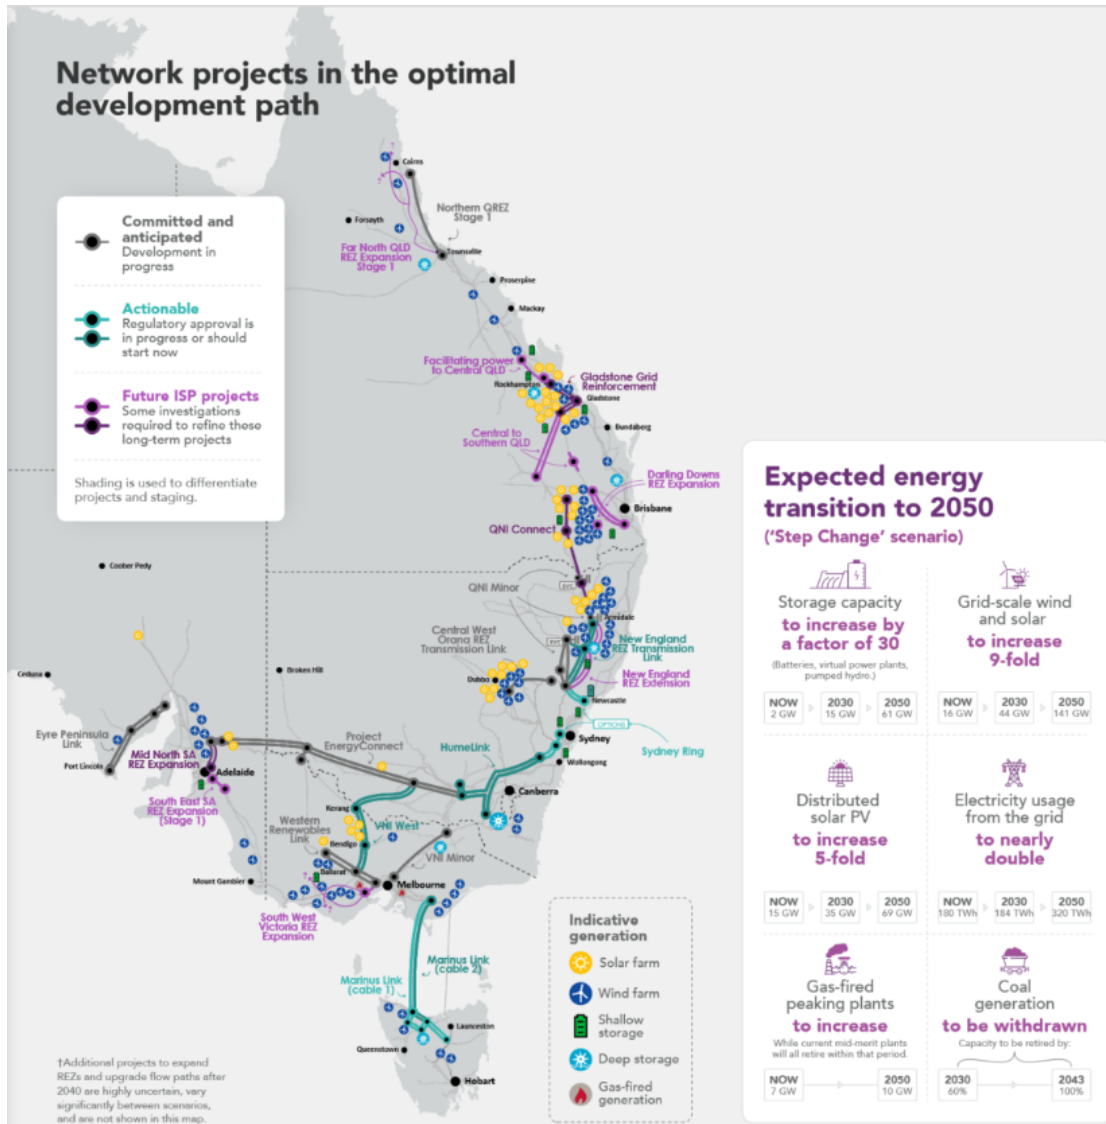 Network projects in the optimal
development path
Committed and
anticipated
Development in
progress
Actionable
Regulatory approval is
in progress or should
start now
Future ISP projects
Some investigations
required to refine these
long-term projects
Shading is used to differentiate
projects and staging.
Cairns
Northern QREZ
Stage 1
Forsayth
Townsville
Far North QLD
REZ Expansion
Stage 1
Proserpine
Mackay
Facilitating power
to Central QLD
Rockhampton
Gladstone Grid
Reinforcement
Gladstone
Bundaberg
Central to
Southern QLD
Darling Downs
REZ Expansion
Brisbane
QNI Connect
Coober Pedy
QNI Minor
Armidale
Central West
Orana REZ
Transmission Link
New England
REZ Transmission
Link
New England
REZ Extension
Broken Hill
Dubbo
Ceduna
Newcastle
OPTIONS
Sydney
Sydney Ring
Wollongong
Eyre Peninsula
Link
Port Lincoln
Mid North SA
REZ Expansion
Adelaide
Project
EnergyConnect
HumeLink
Canberra
South East SA
REZ Expansion
(Stage 1)
Kerang
Western
Renewables
Link
VNI West
Bendigo
VNI Minor
Ballarat
Mount Gambier
Melbourne
South West
Victoria REZ
Expansion
Marinus Link
(cable 2)
Marinus Link
(cable 1)
Launceston
Queenstown
Hobart
†Additional projects to expand
REZs and upgrade flow paths after
2040 are highly uncertain, vary
significantly between scenarios,
and are not shown in this map.
Indicative
generation
Solar farm
Wind farm
Shallow
storage
Deep storage
Gas-fired
generation
Expected energy
transition to 2050
('Step Change' scenario)
Storage capacity
to increase by
a factor of 30
(Batteries, virtual power plants,
pumped hydro.)
NOW 2030 2050
2 GW 15 GW 61 GW
Grid-scale wind
and solar
to increase
9-fold
NOW 2030 2050
16 GW 44 GW 141 GW
Distributed
solar PV
to increase
5-fold
NOW 2030 2050
15 GW 35 GW 69 GW
Electricity usage
from the grid
to nearly
double
NOW 2030 2050
180 TWh 184 TWh 320 TWh
Gas-fired
peaking plants
to increase
While current mid-merit plants
will all retire within that period.
NOW 2050
7 GW 10 GW
Coal
generation
to be withdrawn
Capacity to be retired by:
2030 2043
60% 100%